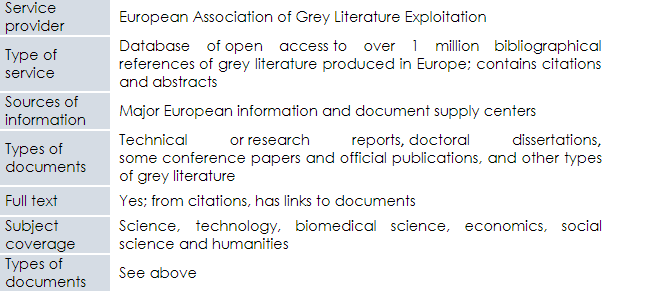 Service
provider
European Association of Grey Literature Exploitation
Type of
service
Database of open access to over 1 million bibliographical
references of grey literature produced in Europe; contains citations
and abstracts
Sources of
information
Major European information and document supply centers
Types of
documents
Technical or research reports, doctoral dissertations,
some conference papers and official publications, and other types
of grey literature
Full text
Yes; from citations, has links to documents
Subject
coverage
Science, technology, biomedical science, economics, social
science and humanities
Types of
documents
See above